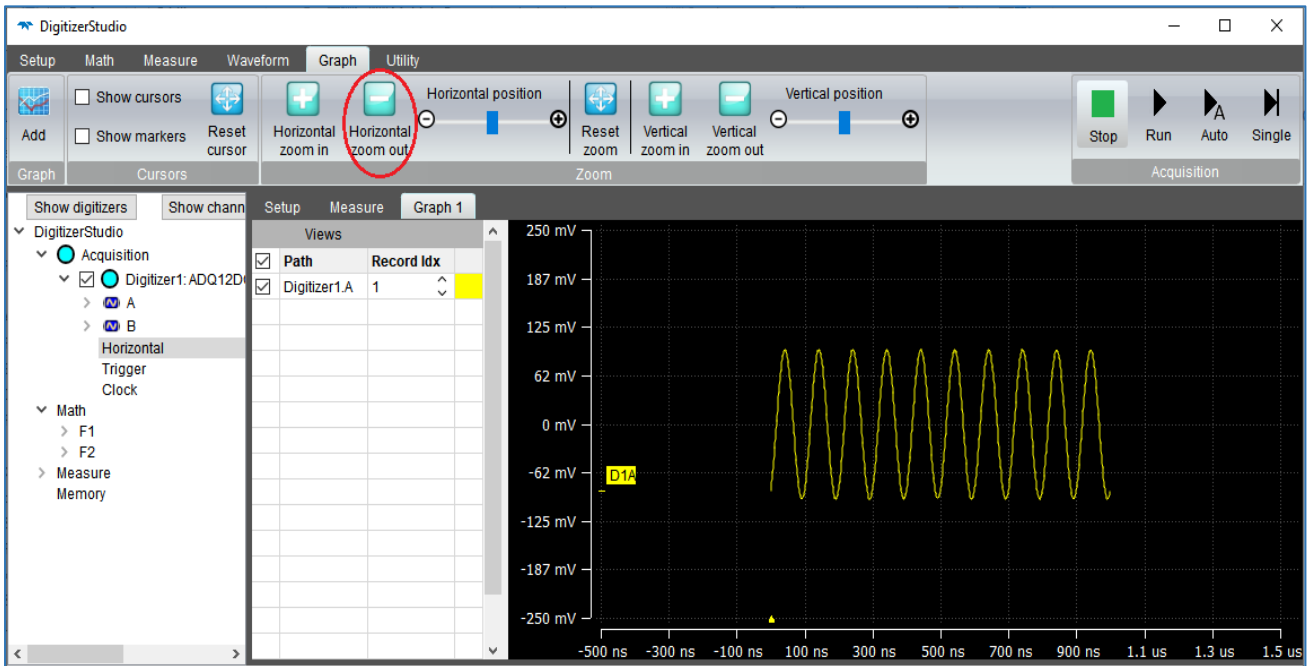 DigitizerStudio
Setup Math Measure Waveform Graph Utility
Add
Show cursors
Show markers
Reset cursor
Horizontal zoom in
Horizontal zoom out
Horizontal position
Reset zoom
Vertical zoom in
Vertical zoom out
Vertical position
Stop Run Auto Single
A
Graph Cursors Zoom Acquisition
Show digitizers Show chann
DigitizerStudio
Acquisition
Digitizer1: ADQ12D
A
B
Horizontal
Trigger
Clock
Math
F1
F2
Measure
Memory
Setup Measure Graph 1
Views
Path Record Idx
Digitizer1.A 1
250 mV
187 mV
125 mV
62 mV
0 mV
-62 mV
D1A
-125 mV
-187 mV
-250 mV
-500 ns -300 ns -100 ns 100 ns 300 ns 500 ns 700 ns 900 ns 1.1 us 1.3 us 1.5 us